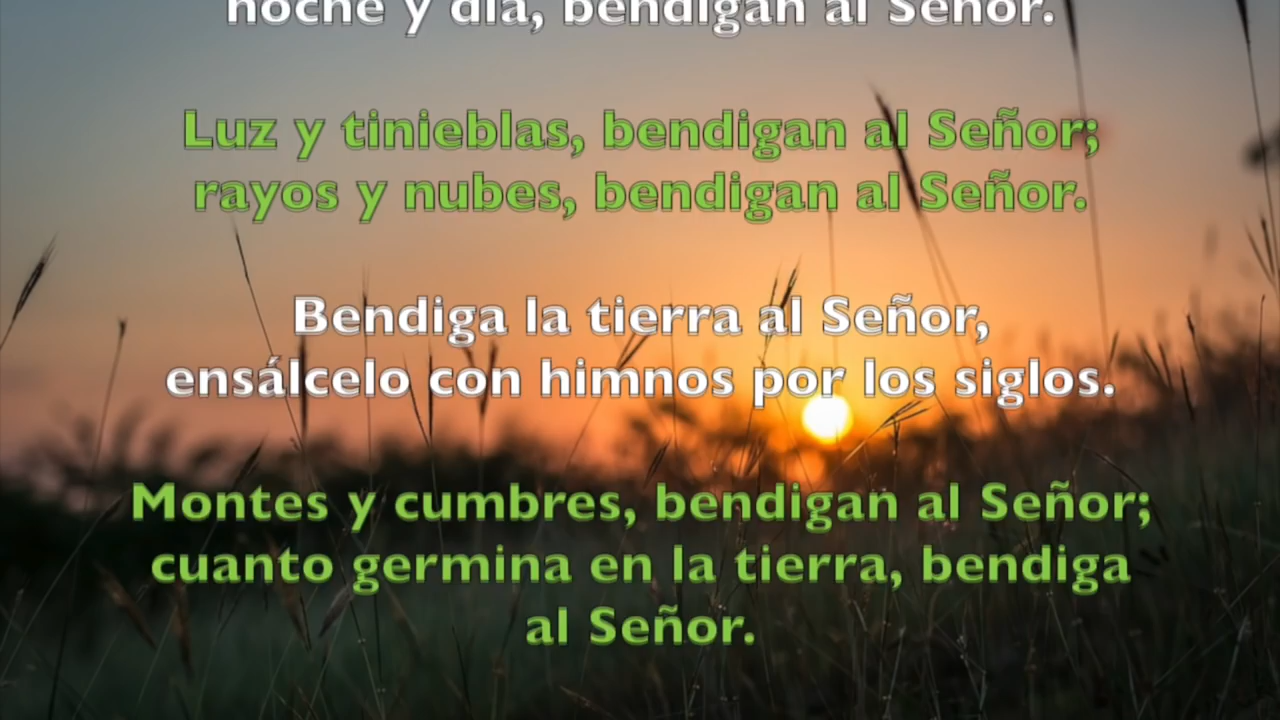 noche y día, bendigan al Señor.
Luz y tinieblas, bendigan al Señor;
rayos y nubes, bendigan al Señor.
Bendiga la tierra al Señor,
ensálcelo con himnos por los siglos.
Montes y cumbres, bendigan al Señor;
cuanto germina en la tierra, bendiga
al Señor.